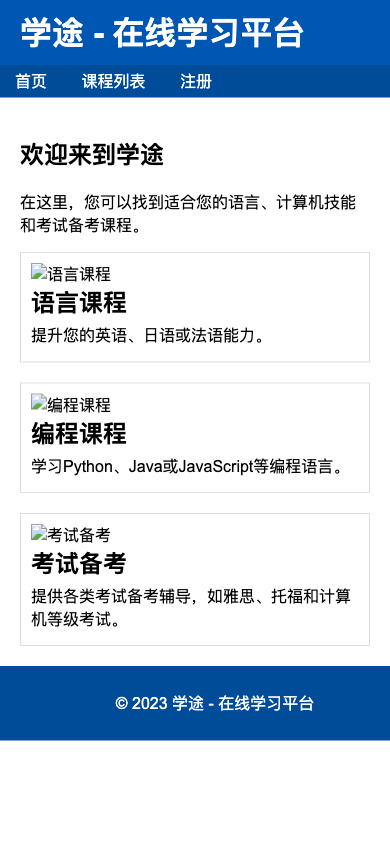 学途 - 在线学习平台
首页 课程列表 注册
欢迎来到学途
在这里，您可以找到适合您的语言、计算机技能
和考试备考课程。
语言课程
语言课程
提升您的英语、日语或法语能力。
编程课程
编程课程
学习Python、Java或JavaScript等编程语言。
考试备考
考试备考
提供各类考试备考辅导，如雅思、托福和计算
机等级考试。
© 2023 学途 - 在线学习平台